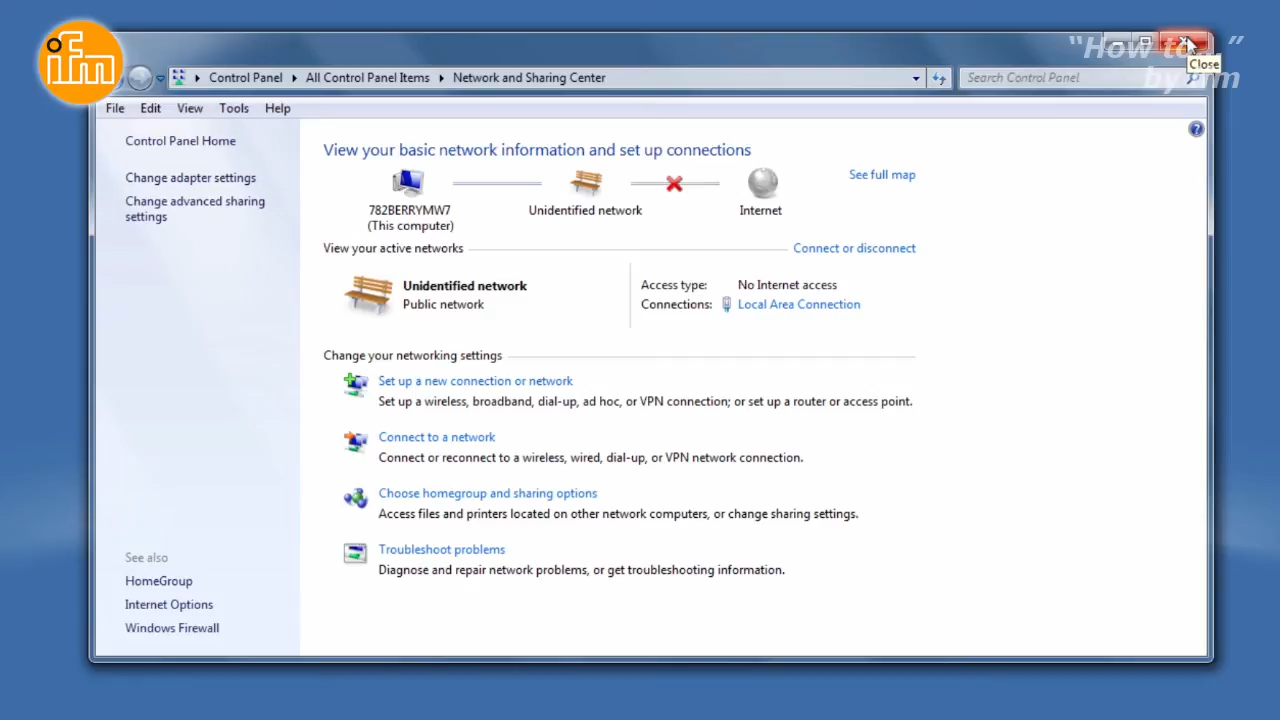 ifm
"How to..."
by ifm
Close
Control Panel
All Control Panel Items
Network and Sharing Center
Search Control Panel
File
Edit
View
Tools
Help
Control Panel Home
Change adapter settings
Change advanced sharing
settings
See also
HomeGroup
Internet Options
Windows Firewall
View your basic network information and set up connections
See full map
782BERRYMW7
(This computer)
Unidentified network
Internet
View your active networks
Connect or disconnect
Unidentified network
Public network
Access type: No Internet access
Connections: Local Area Connection
Change your networking settings
Set up a new connection or network
Set up a wireless, broadband, dial-up, ad hoc, or VPN connection; or set up a router or access point.
Connect to a network
Connect or reconnect to a wireless, wired, dial-up, or VPN network connection.
Choose homegroup and sharing options
Access files and printers located on other network computers, or change sharing settings.
Troubleshoot problems
Diagnose and repair network problems, or get troubleshooting information.